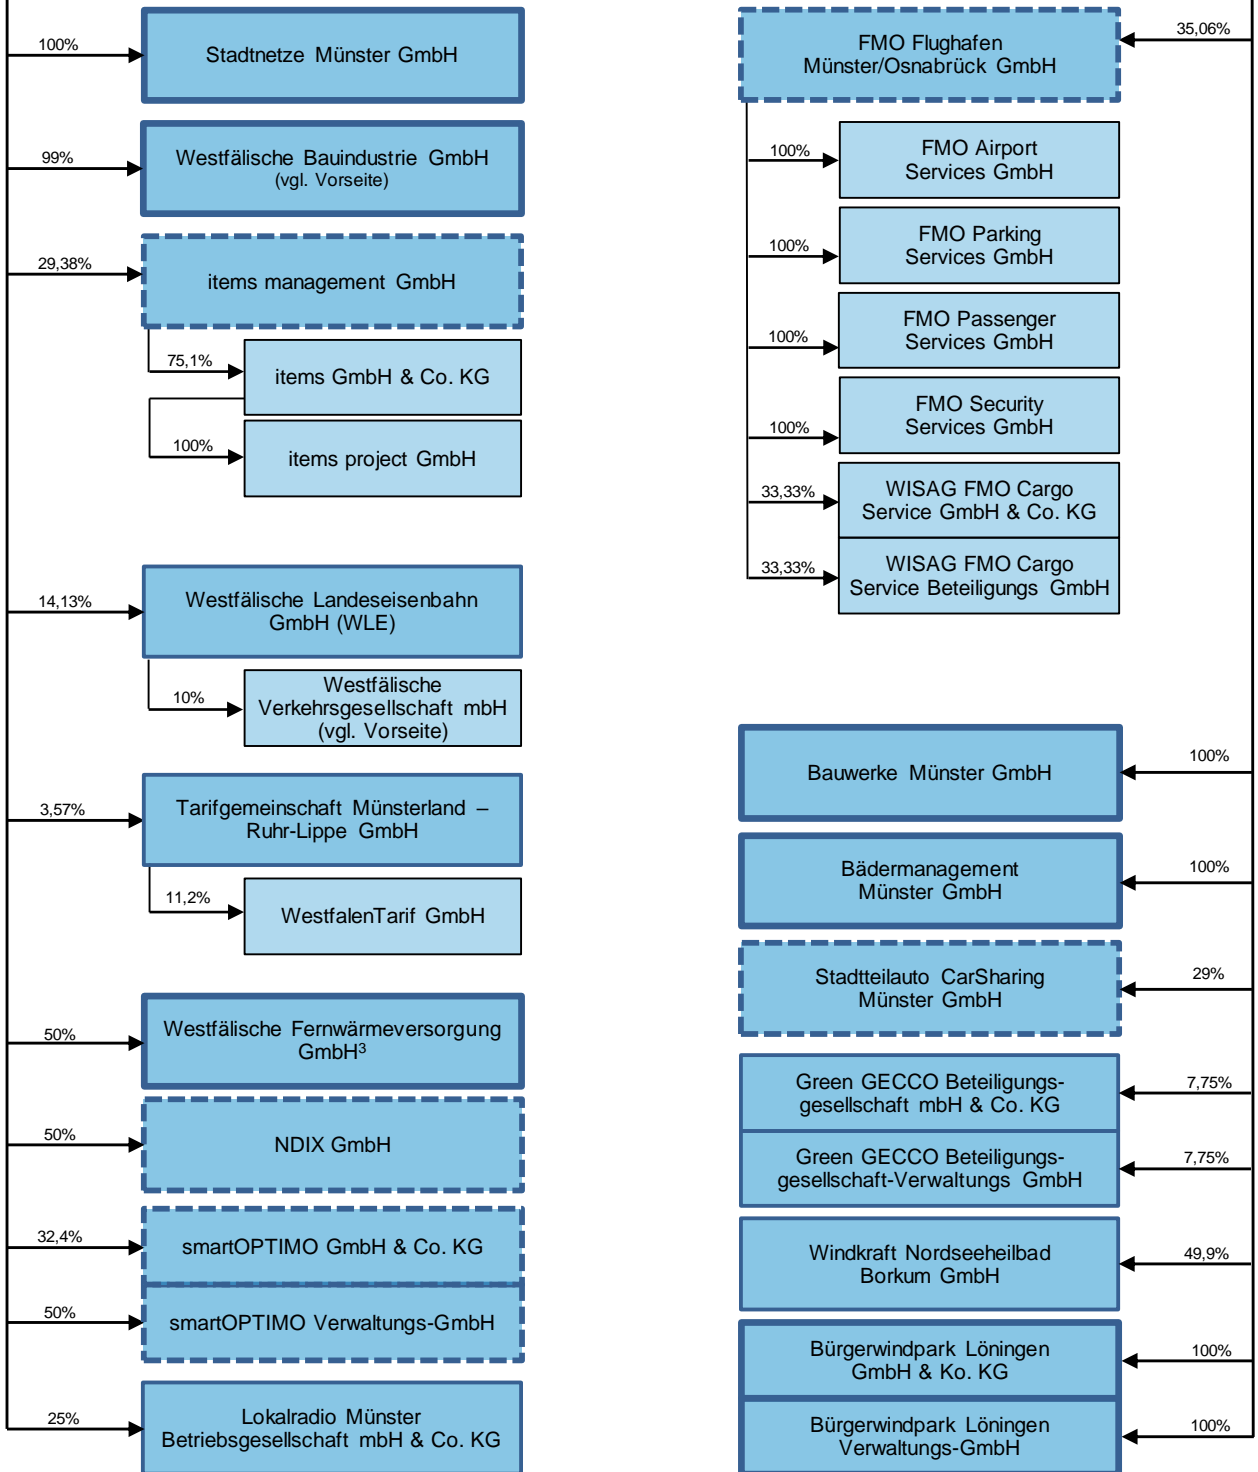 100%
Stadtnetze Münster GmbH
99%
Westfälische Bauindustrie GmbH
(vgl. Vorseite)
29,38%
items management GmbH
75,1%
items GmbH & Co. KG
100%
items project GmbH
14,13%
Westfälische Landeseisenbahn
GmbH (WLE)
10%
Westfälische
Verkehrsgesellschaft mbH
(vgl. Vorseite)
3,57%
Tarifgemeinschaft Münsterland –
Ruhr-Lippe GmbH
11,2%
WestfalenTarif GmbH
50%
Westfälische Fernwärmeversorgung
GmbH³
50%
NDIX GmbH
32,4%
smartOPTIMO GmbH & Co. KG
50%
smartOPTIMO Verwaltungs-GmbH
25%
Lokalradio Münster
Betriebsgesellschaft mbH & Co. KG
FMO Flughafen
Münster/Osnabrück GmbH
35,06%
100%
FMO Airport
Services GmbH
100%
FMO Parking
Services GmbH
100%
FMO Passenger
Services GmbH
100%
FMO Security
Services GmbH
33,33%
WISAG FMO Cargo
Service GmbH & Co. KG
33,33%
WISAG FMO Cargo
Service Beteiligungs GmbH
Bauwerke Münster GmbH
100%
Bädermanagement
Münster GmbH
100%
Stadtteilauto CarSharing
Münster GmbH
29%
Green GECCO Beteiligungs-
gesellschaft mbH & Co. KG
7,75%
Green GECCO Beteiligungs-
gesellschaft-Verwaltungs GmbH
7,75%
Windkraft Nordseeheilbad
Borkum GmbH
49,9%
Bürgerwindpark Löningen
GmbH & Ko. KG
100%
Bürgerwindpark Löningen
Verwaltungs-GmbH
100%